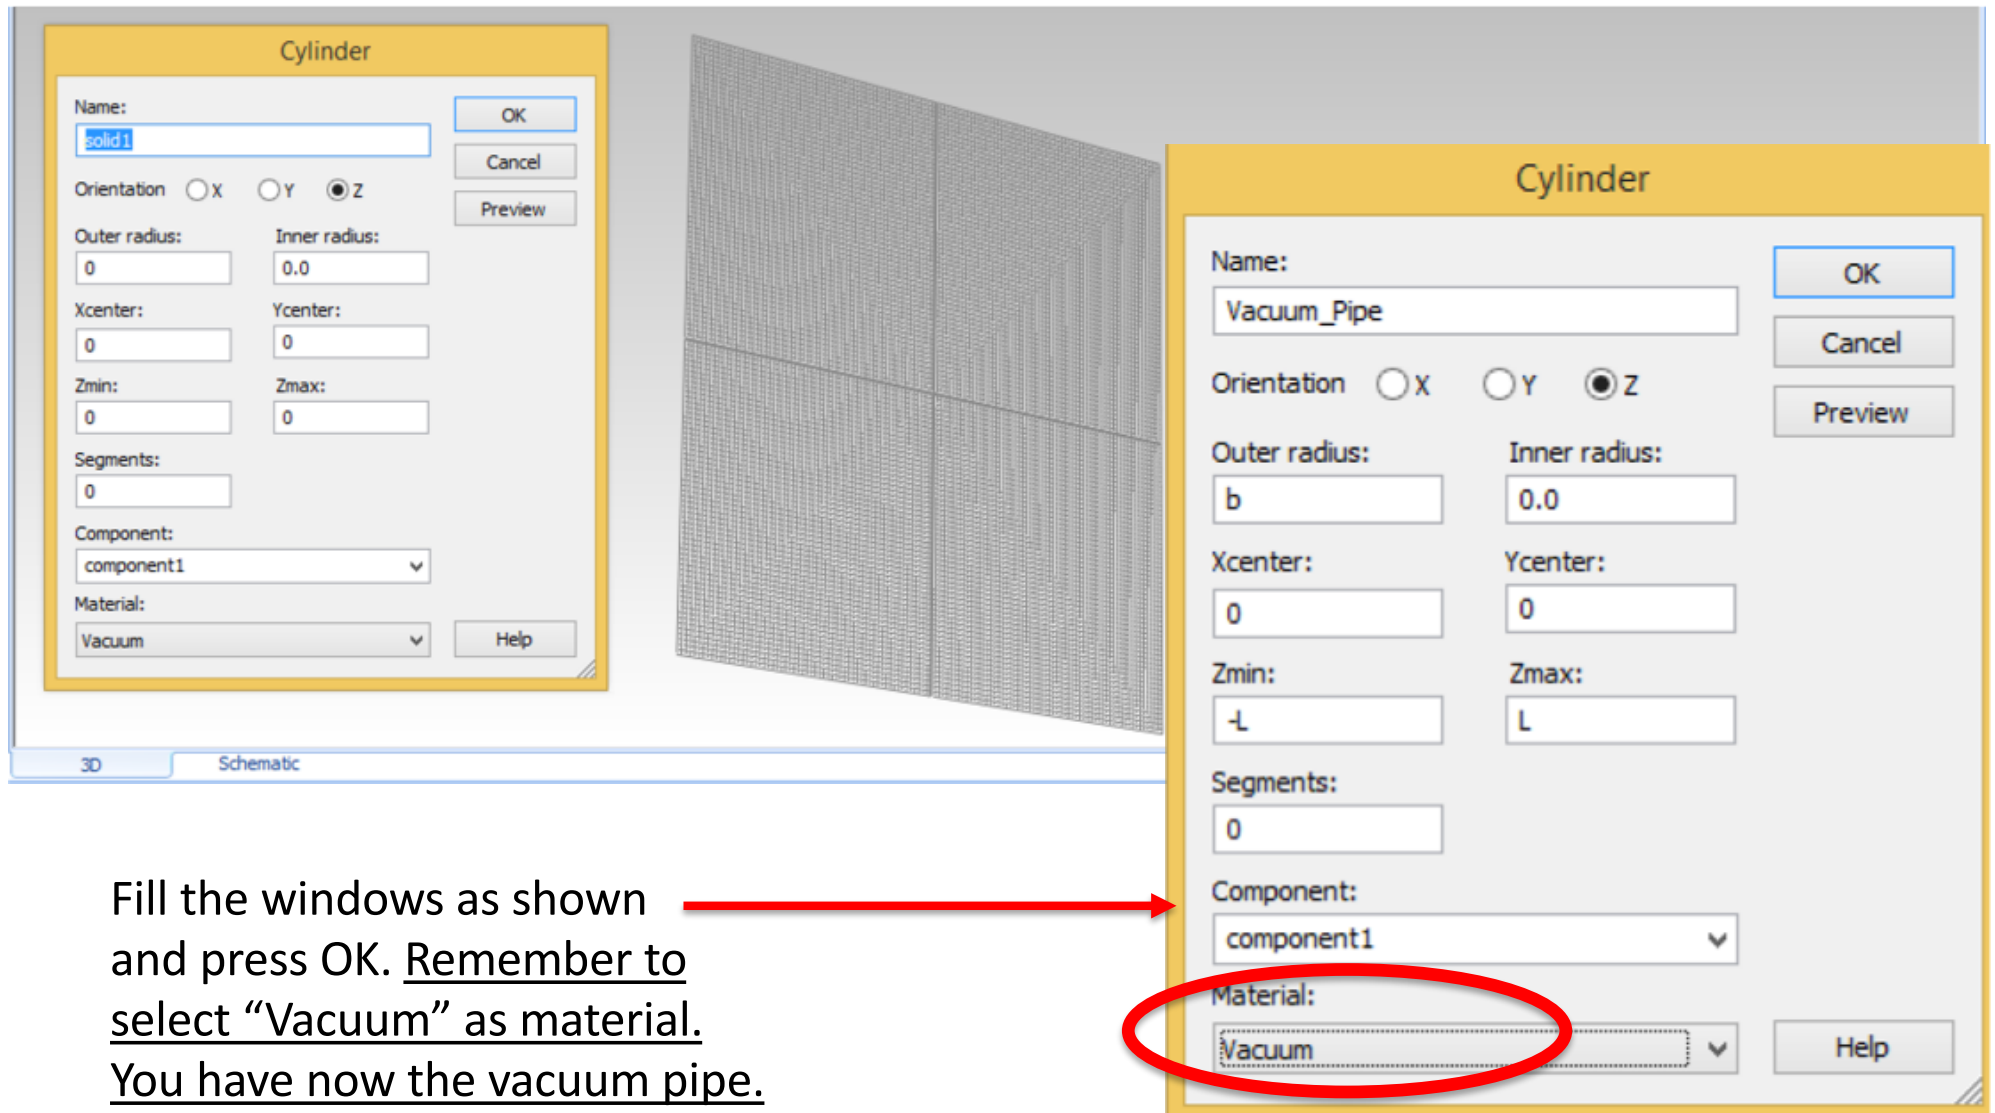 Cylinder
Name:
solid1
OK
Cancel
Orientation X Y Z
Preview
Outer radius: Inner radius:
0 0.0
Xcenter: Ycenter:
0 0
Zmin: Zmax:
0 0
Segments:
0
Component:
component1
Material:
Vacuum
Help
3D Schematic
Cylinder
Name:
Vacuum_Pipe
OK
Cancel
Orientation X Y Z
Preview
Outer radius: Inner radius:
b 0.0
Xcenter: Ycenter:
0 0
Zmin: Zmax:
-L L
Segments:
0
Component:
component1
Material:
Vacuum
Help
Fill the windows as shown
and press OK. Remember to
select “Vacuum” as material.
You have now the vacuum pipe.